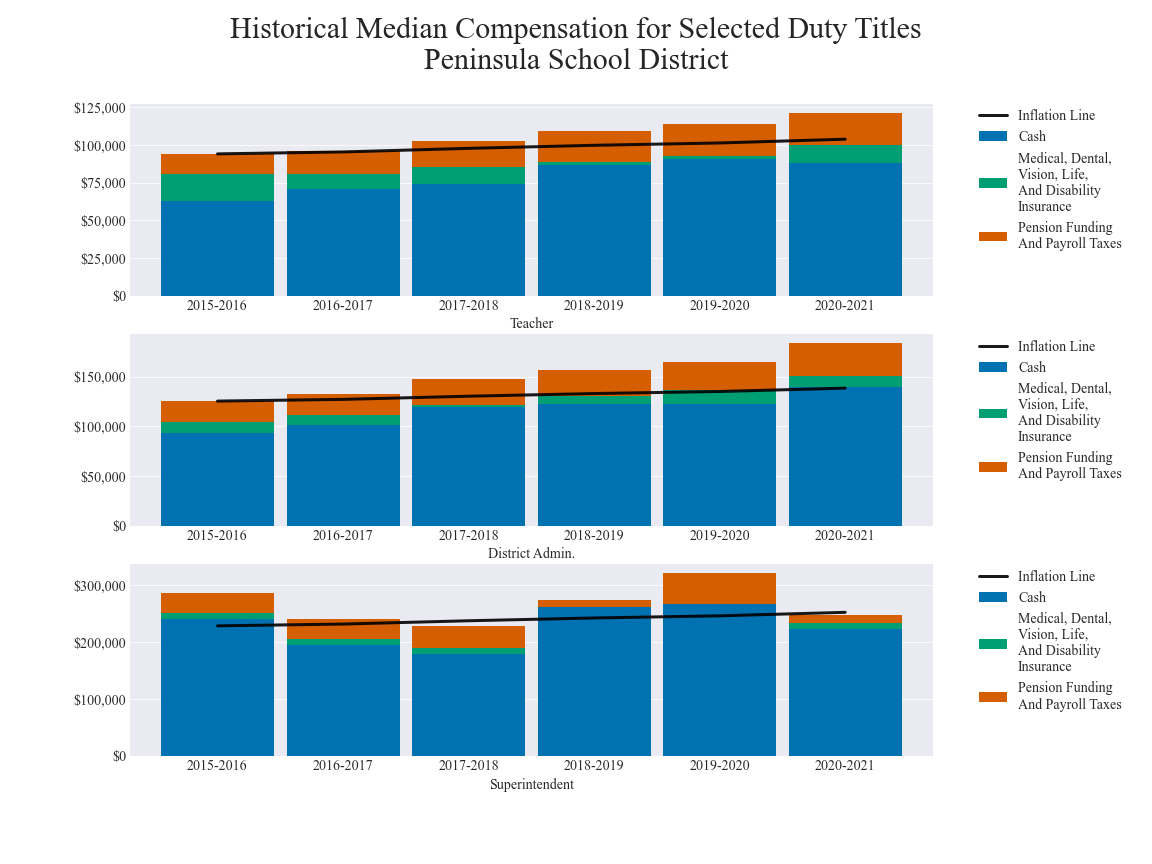 Historical Median Compensation for Selected Duty Titles
Peninsula School District
$125,000
$100,000
$75,000
$50,000
$25,000
$0
2015-2016
2016-2017
2017-2018
2018-2019
2019-2020
2020-2021
Teacher
Inflation Line
Cash
Medical, Dental,
Vision, Life,
And Disability
Insurance
Pension Funding
And Payroll Taxes
$150,000
$100,000
$50,000
$0
2015-2016
2016-2017
2017-2018
2018-2019
2019-2020
2020-2021
District Admin.
Inflation Line
Cash
Medical, Dental,
Vision, Life,
And Disability
Insurance
Pension Funding
And Payroll Taxes
$300,000
$200,000
$100,000
$0
2015-2016
2016-2017
2017-2018
2018-2019
2019-2020
2020-2021
Superintendent
Inflation Line
Cash
Medical, Dental,
Vision, Life,
And Disability
Insurance
Pension Funding
And Payroll Taxes